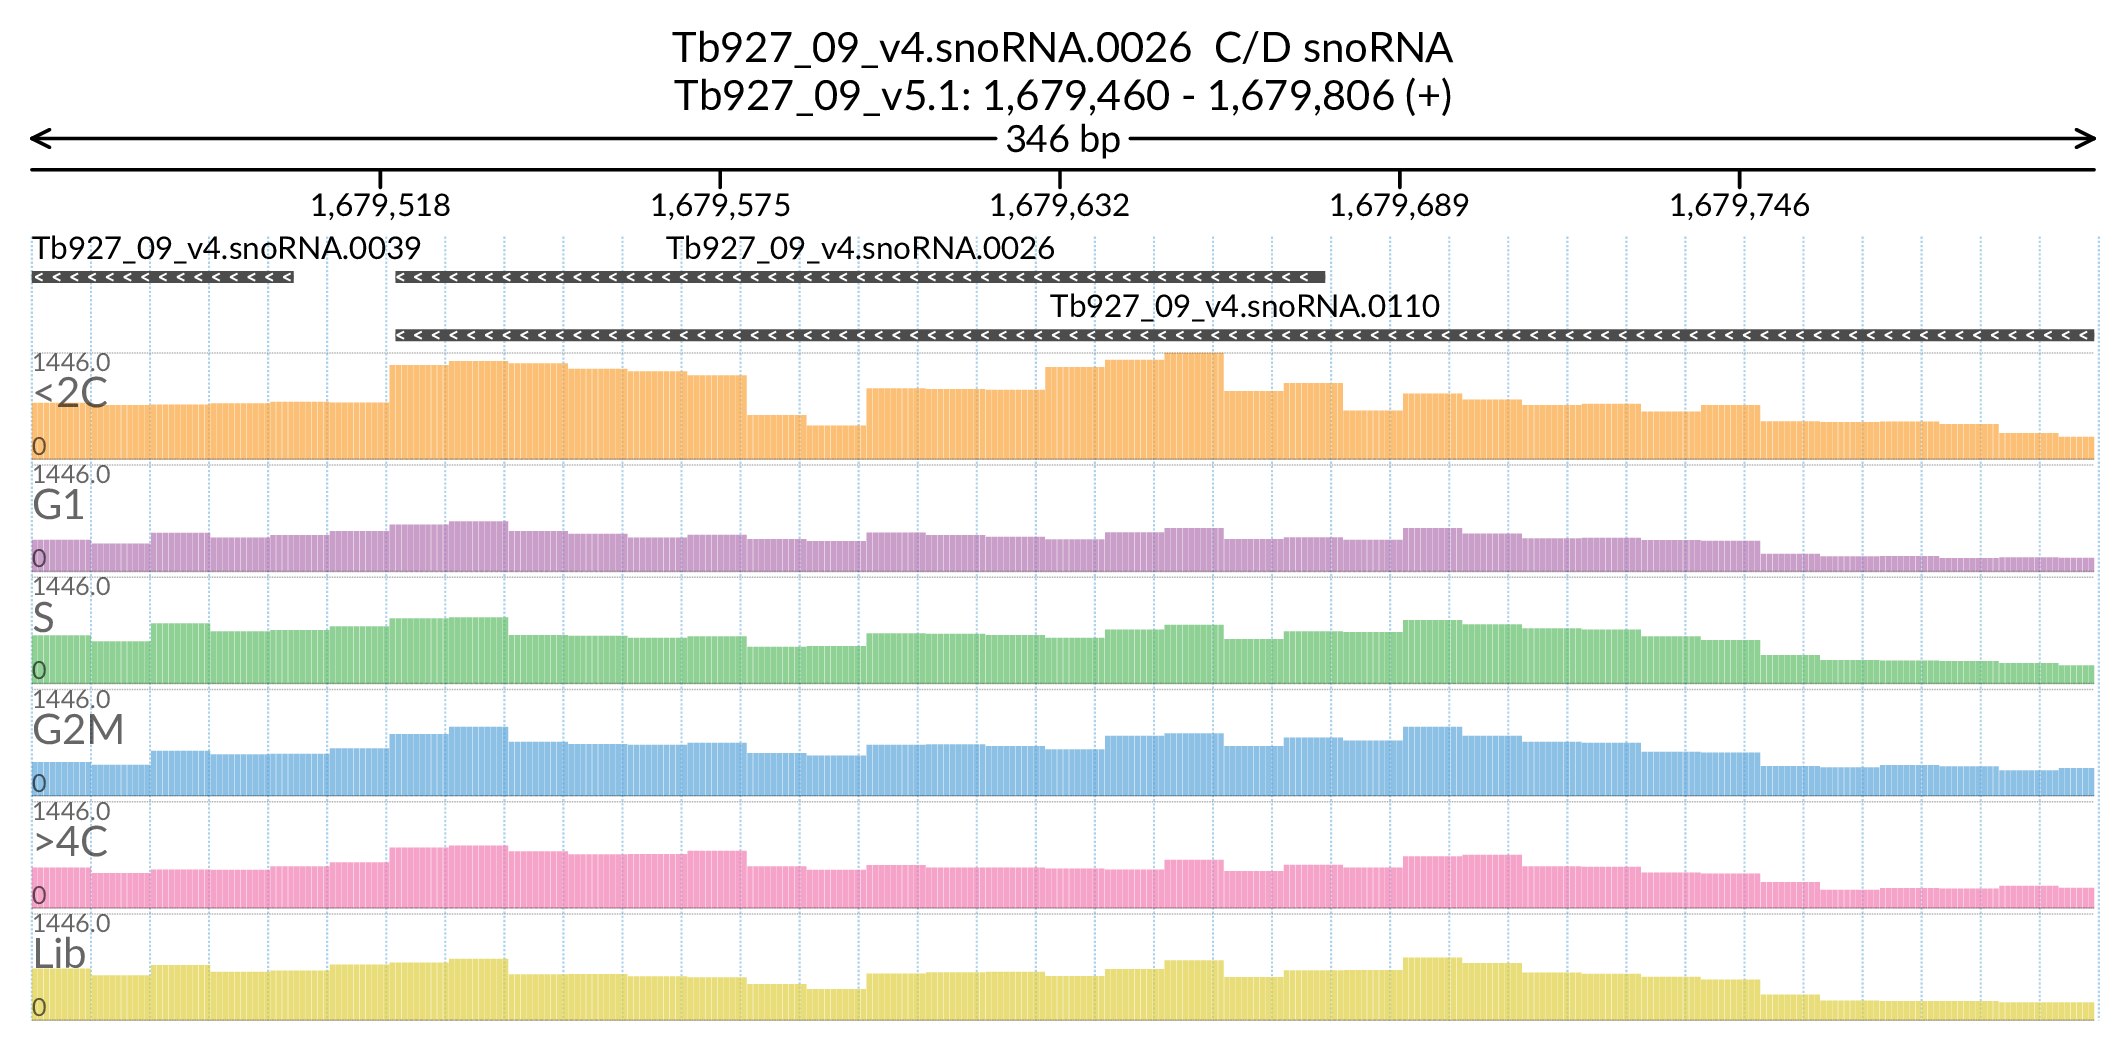 Tb927_09_v4.snoRNA.0026  C/D snoRNA
Tb927_09_v5.1: 1,679,460 - 1,679,806 (+)
346 bp
1,679,518 1,679,575 1,679,632 1,679,689 1,679,746
Tb927_09_v4.snoRNA.0039 Tb927_09_v4.snoRNA.0026
Tb927_09_v4.snoRNA.0110
1446.0
<2C
0
1446.0
G1
0
1446.0
S
0
1446.0
G2M
0
1446.0
>4C
0
1446.0
Lib
0